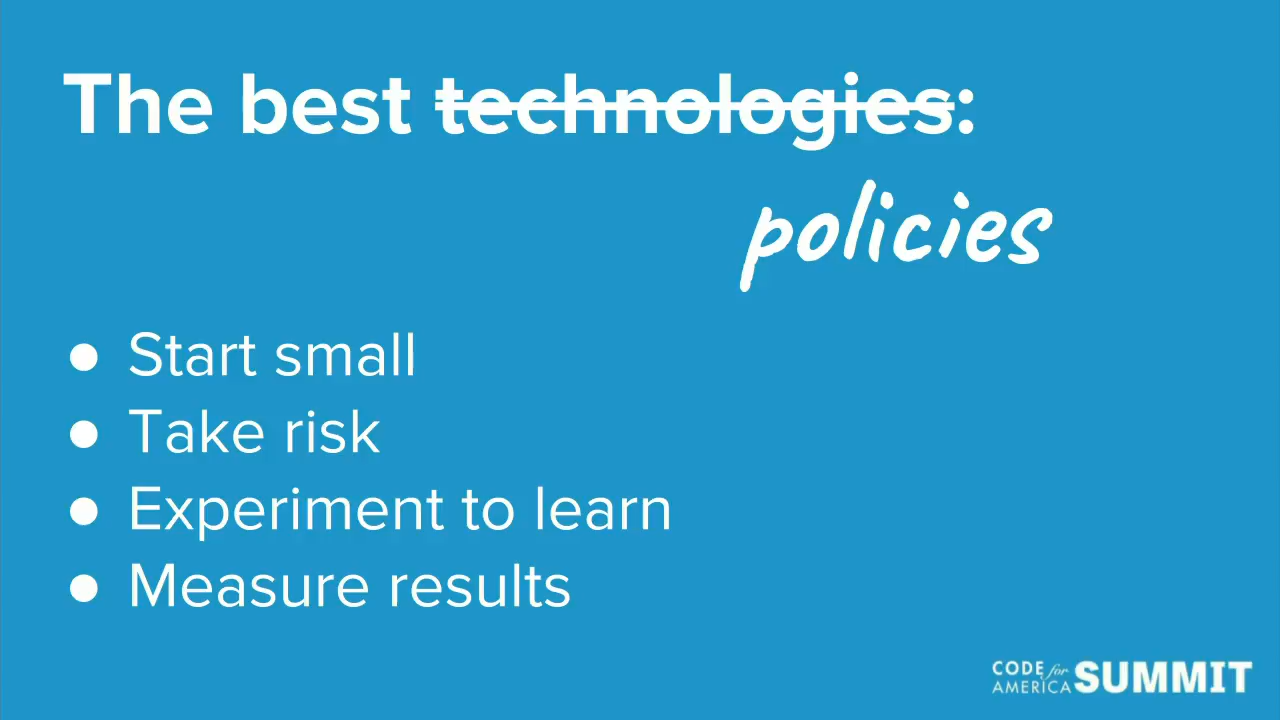 The best technologies:
policies
● Start small
● Take risk
● Experiment to learn
● Measure results
CODE for AMERICA SUMMIT